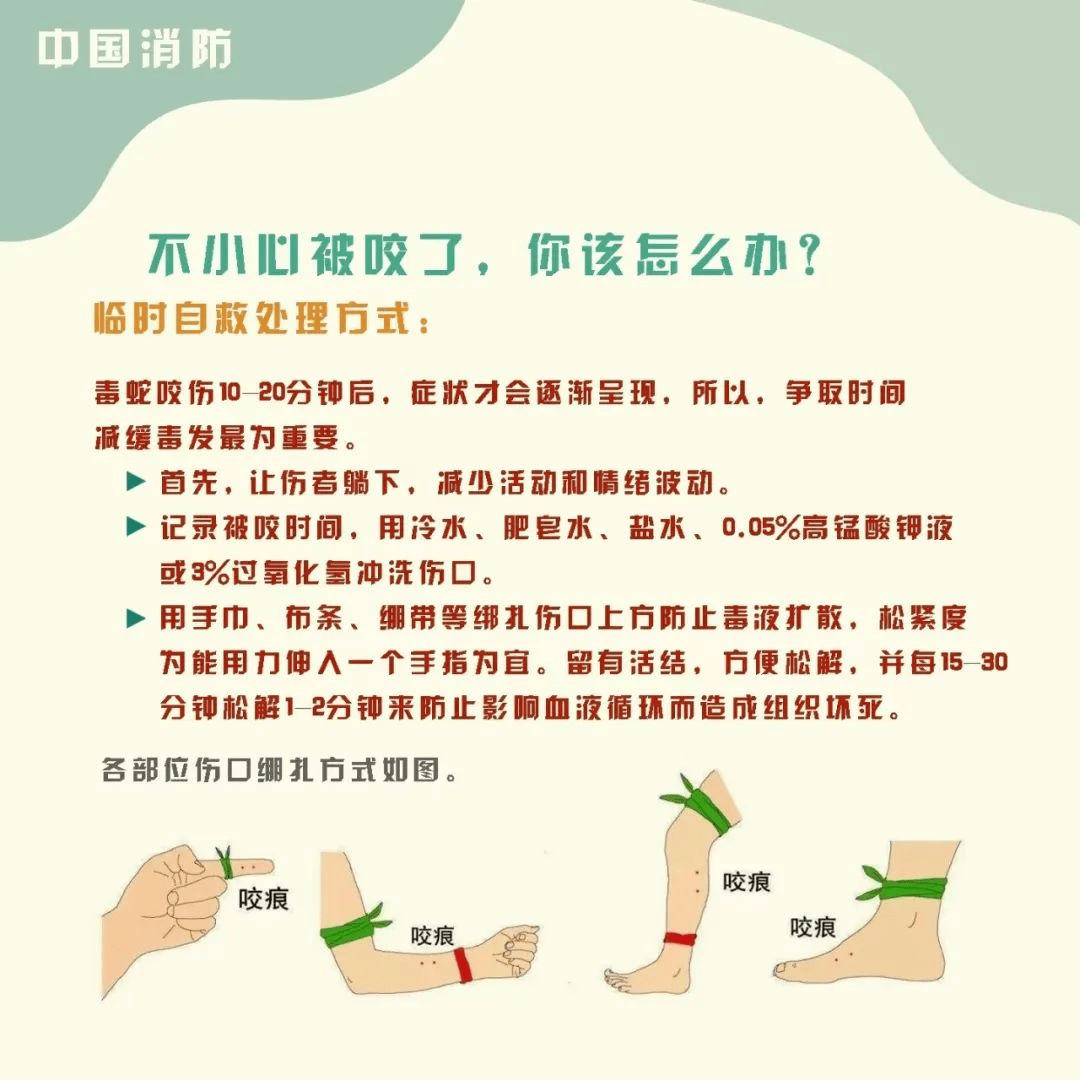 中国消防
不小心被咬了，你该怎么办？
临时自救处理方式：
毒蛇咬伤10-20分钟后，症状才会逐渐呈现，所以，争取时间
减缓毒发最为重要。
▶ 首先，让伤者躺下，减少活动和情绪波动。
▶ 记录被咬时间，用冷水、肥皂水、盐水、0.05%高锰酸钾液
或3%过氧化氢冲洗伤口。
▶ 用手巾、布条、绷带等绑扎伤口上方防止毒液扩散，松紧度
为能用力伸入一个手指为宜。留有活结，方便松解，并每15-30
分钟松解1-2分钟来防止影响血液循环而造成组织坏死。
各部位伤口绷扎方式如图。
咬痕
咬痕
咬痕
咬痕